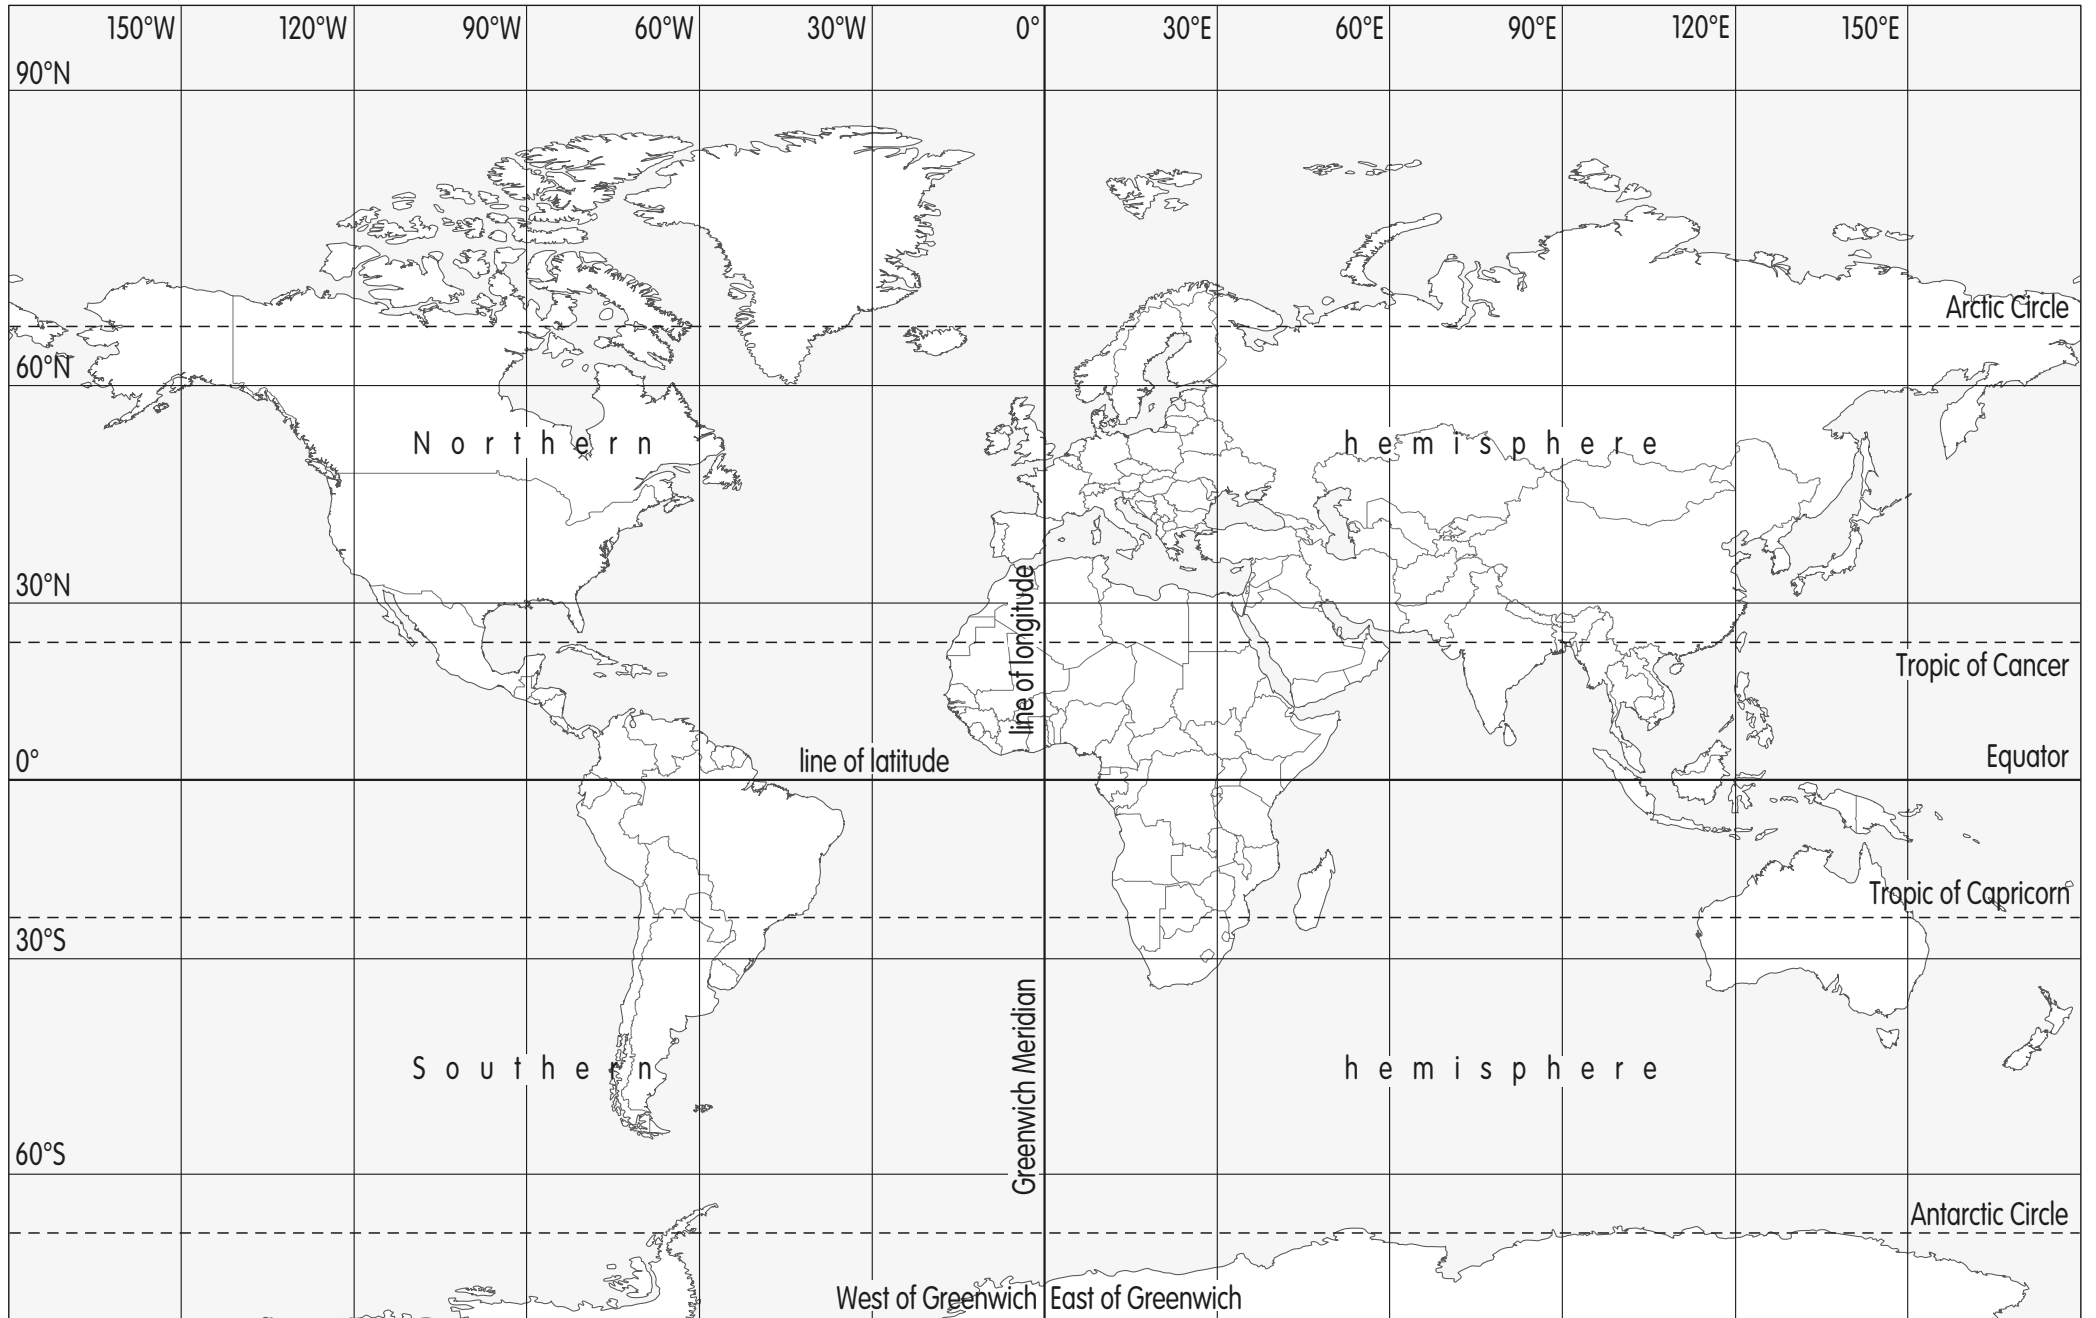 150°W 120°W 90°W 60°W 30°W 0° 30°E 60°E 90°E 120°E 150°E
90°N
Arctic Circle
60°N
Northern hemisphere
30°N
line of longitude
Tropic of Cancer
0° line of latitude Equator
Tropic of Capricorn
30°S
Greenwich Meridian
Southern hemisphere
60°S
Antarctic Circle
West of Greenwich East of Greenwich